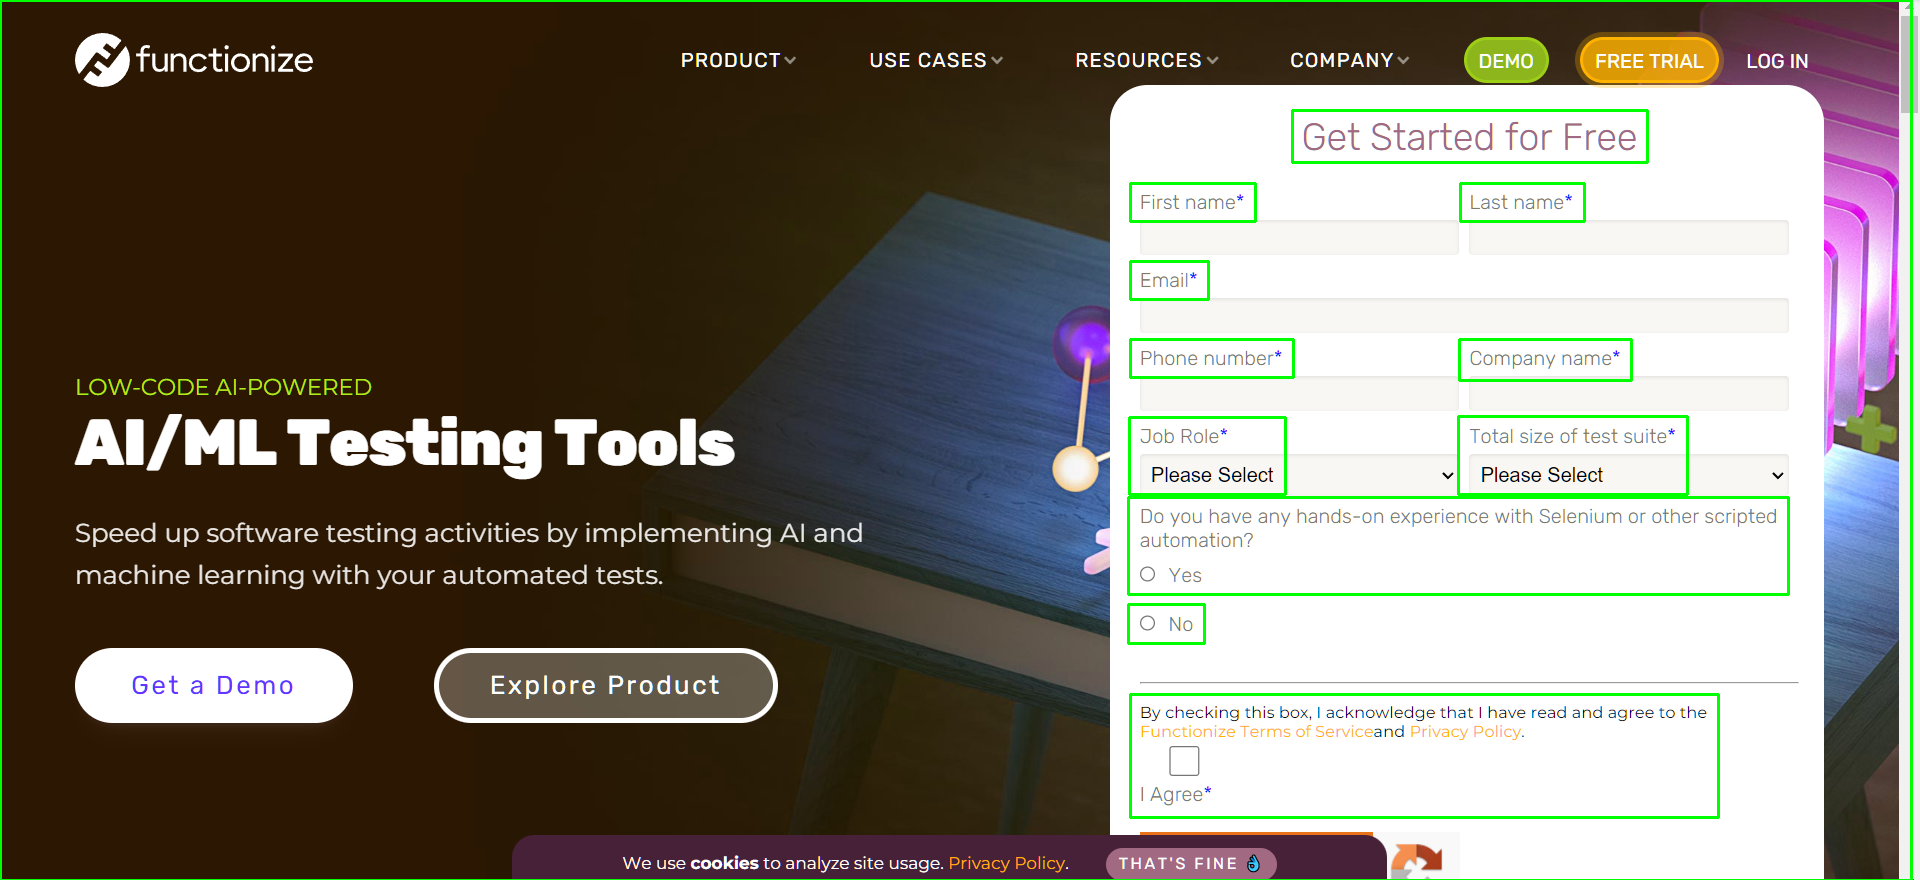 functionize
PRODUCT
USE CASES
RESOURCES
COMPANY
DEMO
FREE TRIAL
LOG IN
LOW-CODE AI-POWERED
AI/ML Testing Tools
Speed up software testing activities by implementing AI and
machine learning with your automated tests.
Get a Demo
Explore Product
Get Started for Free
First name*
Last name*
Email*
Phone number*
Company name*
Job Role*
Total size of test suite*
Please Select
Please Select
Do you have any hands-on experience with Selenium or other scripted
automation?
Yes
No
By checking this box, I acknowledge that I have read and agree to the
Functionize Terms of Serviceand Privacy Policy.
I Agree*
We use cookies to analyze site usage. Privacy Policy.
THAT'S FINE 👌